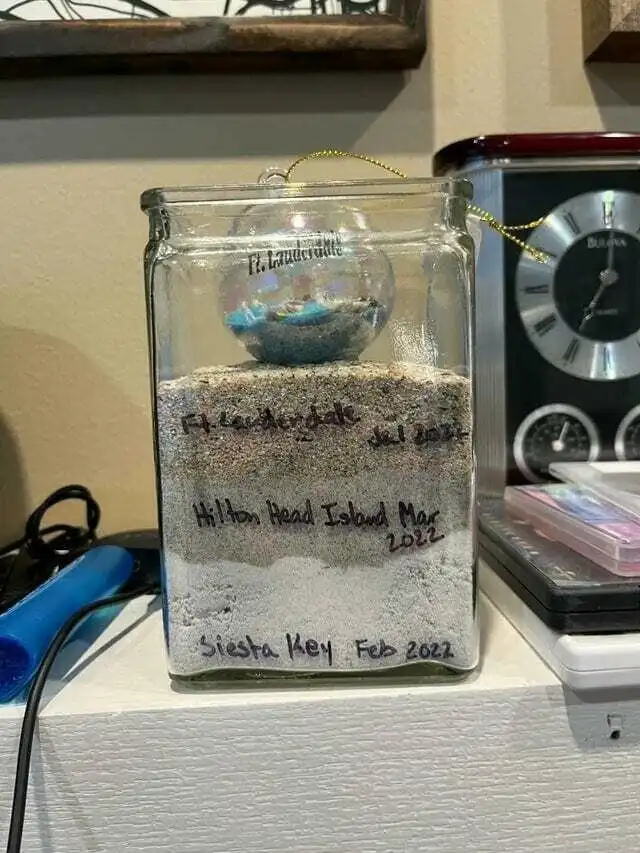 Ft. Lauderdale
BULOVA
Ft. Lauderdale
Jul 2022
Hilton Head Island Mar
2022
Siesta Key Feb 2022